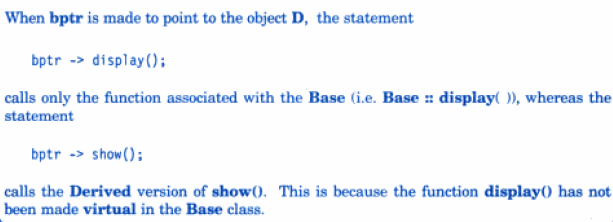 When bptr is made to point to the object D, the statement
bptr -> display();
calls only the function associated with the Base (i.e. Base :: display( )), whereas the
statement
bptr -> show();
calls the Derived version of show(). This is because the function display() has not
been made virtual in the Base class.